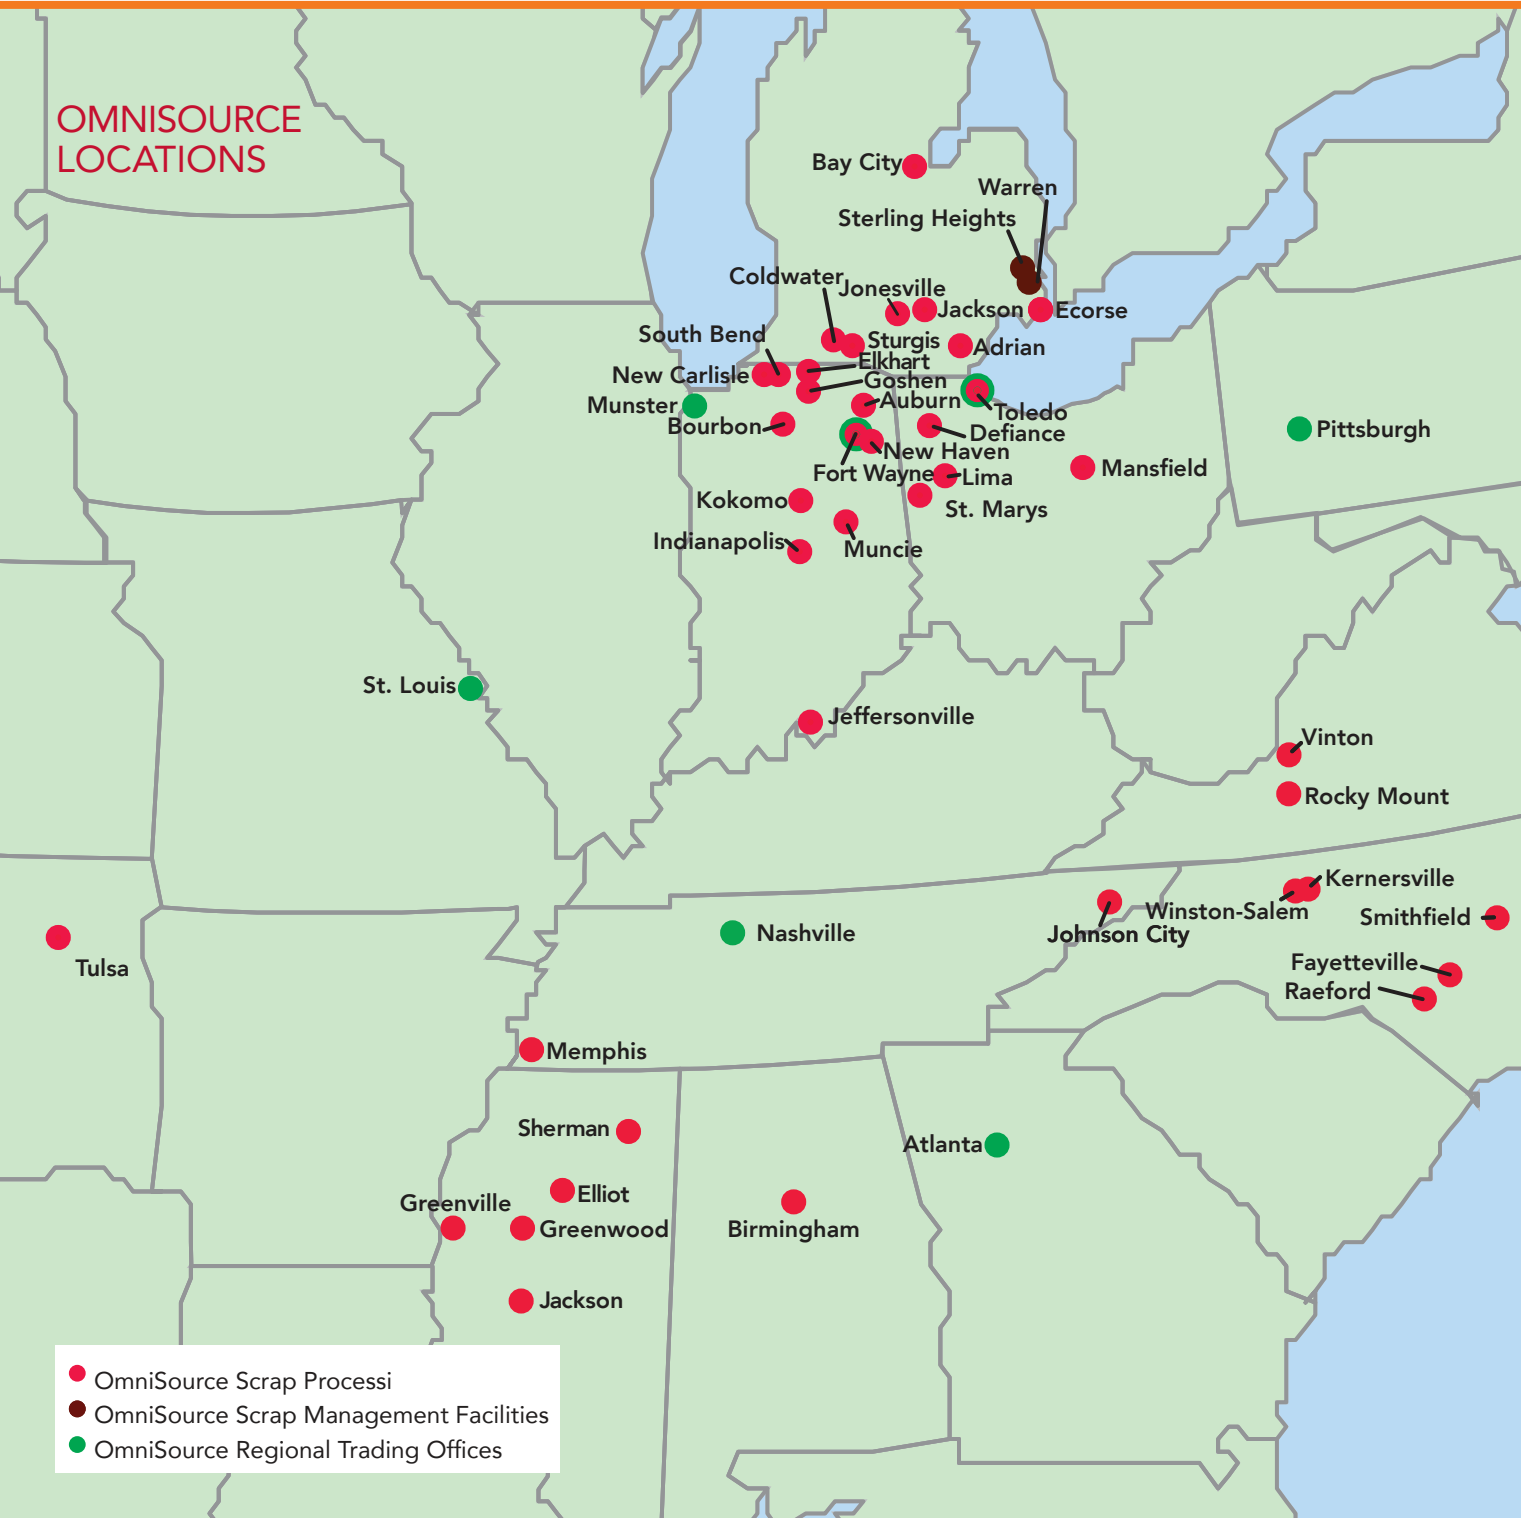 OMNISOURCE
LOCATIONS
Bay City
Warren
Sterling Heights
Coldwater
Jonesville
Jackson
Ecorse
South Bend
Sturgis
Adrian
Elkhart
New Carlisle
Goshen
Munster
Auburn
Toledo
Bourbon
Defiance
Pittsburgh
New Haven
Fort Wayne
Lima
Mansfield
Kokomo
St. Marys
Indianapolis
Muncie
St. Louis
Jeffersonville
Vinton
Rocky Mount
Kernersville
Winston-Salem
Smithfield
Nashville
Johnson City
Tulsa
Fayetteville
Raeford
Memphis
Sherman
Atlanta
Elliot
Greenville
Greenwood
Birmingham
Jackson
OmniSource Scrap Processi
OmniSource Scrap Management Facilities
OmniSource Regional Trading Offices